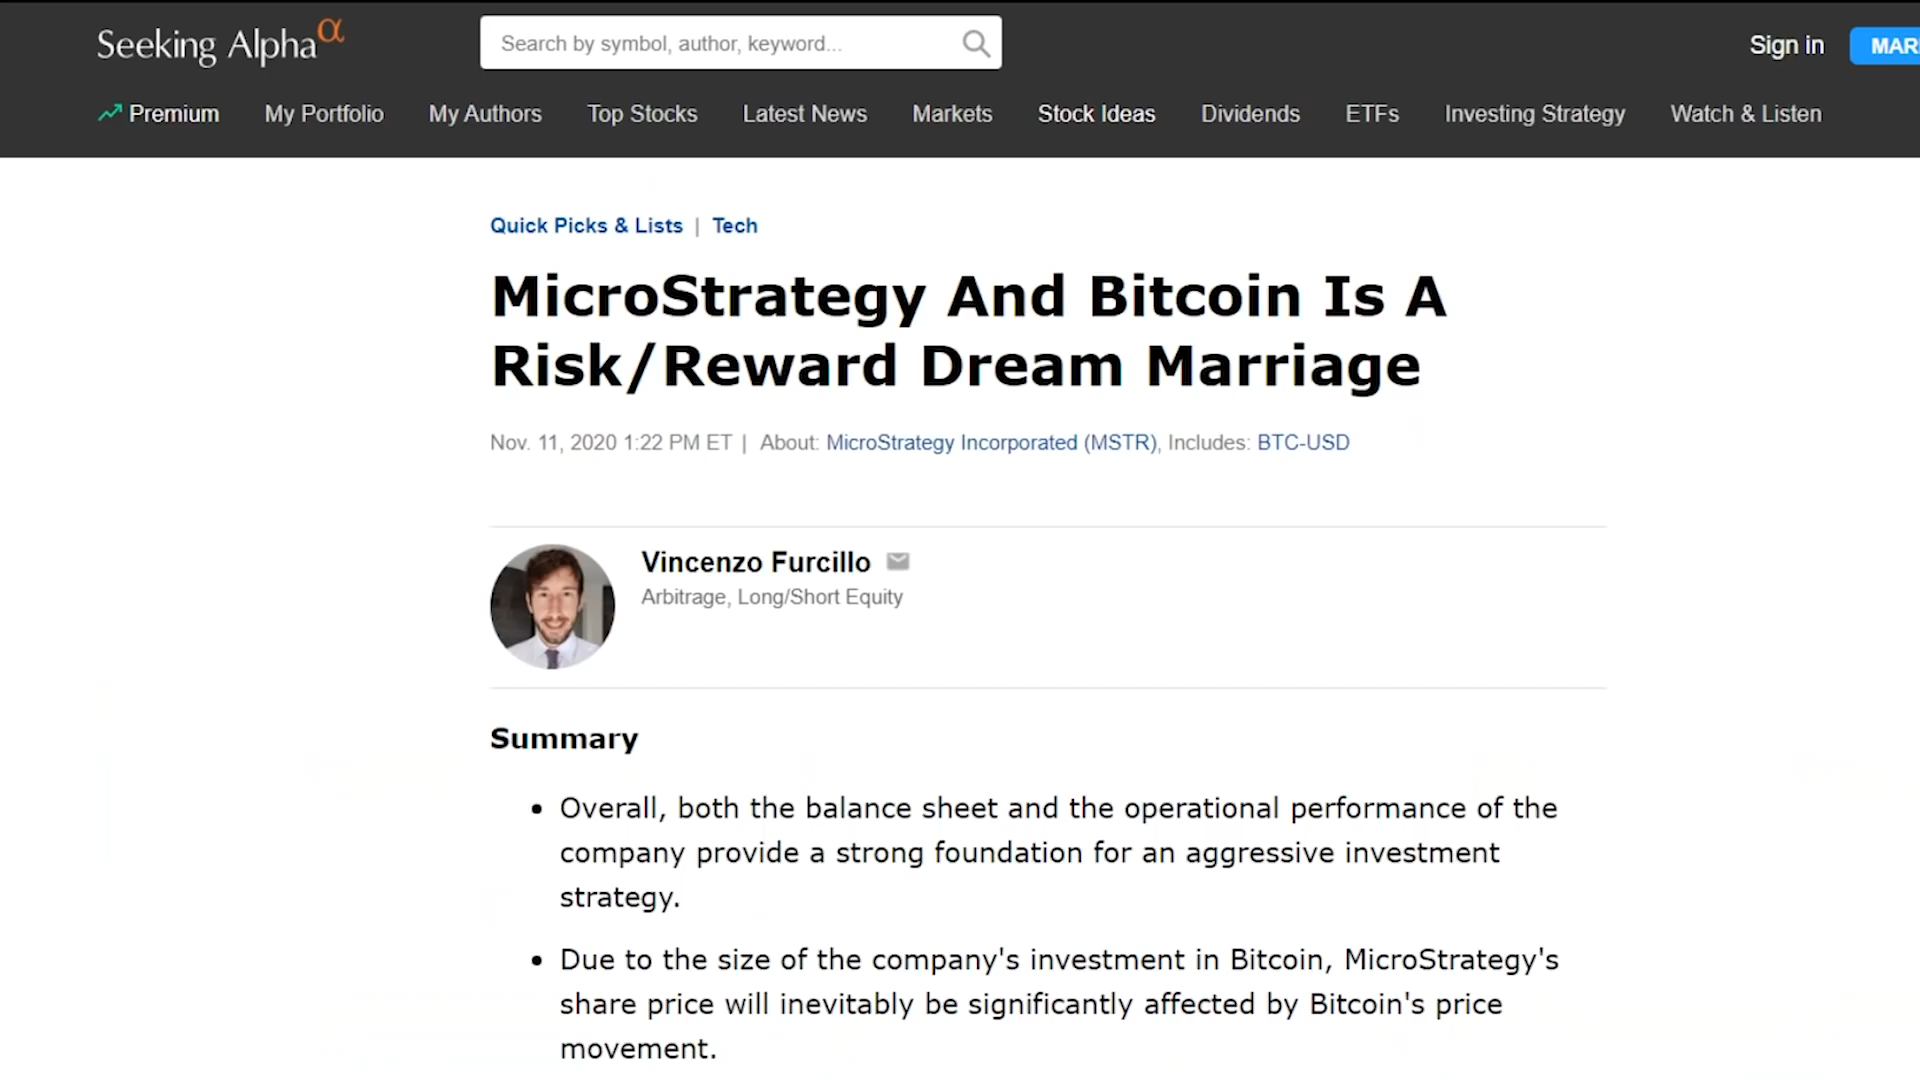 Seeking Alpha α
Search by symbol, author, keyword...
Sign in
Premium My Portfolio My Authors Top Stocks Latest News Markets Stock Ideas Dividends ETFs Investing Strategy Watch & Listen
Quick Picks & Lists | Tech
MicroStrategy And Bitcoin Is A
Risk/Reward Dream Marriage
Nov. 11, 2020 1:22 PM ET | About: MicroStrategy Incorporated (MSTR), Includes: BTC-USD
Vincenzo Furcillo
Arbitrage, Long/Short Equity
Summary
• Overall, both the balance sheet and the operational performance of the
company provide a strong foundation for an aggressive investment
strategy.
• Due to the size of the company's investment in Bitcoin, MicroStrategy's
share price will inevitably be significantly affected by Bitcoin's price
movement.